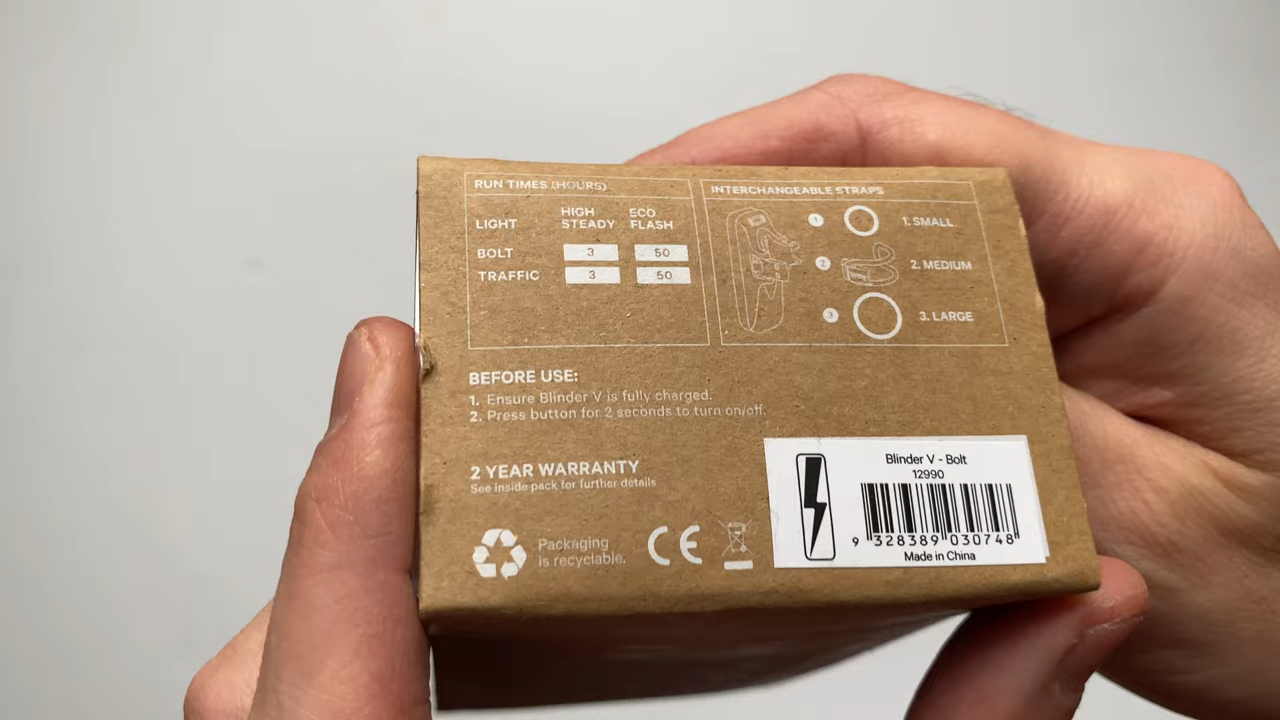 RUN TIMES (HOURS)
LIGHT HIGH STEADY ECO FLASH
BOLT 3 50
TRAFFIC 3 50
INTERCHANGEABLE STRAPS
1 1. SMALL
2 2. MEDIUM
3 3. LARGE
BEFORE USE:
1. Ensure Blinder V is fully charged.
2. Press button for 2 seconds to turn on/off.
2 YEAR WARRANTY
See inside pack for further details
Packaging
is recyclable.
CE
Blinder V - Bolt
12990
9 328389 030748
Made in China